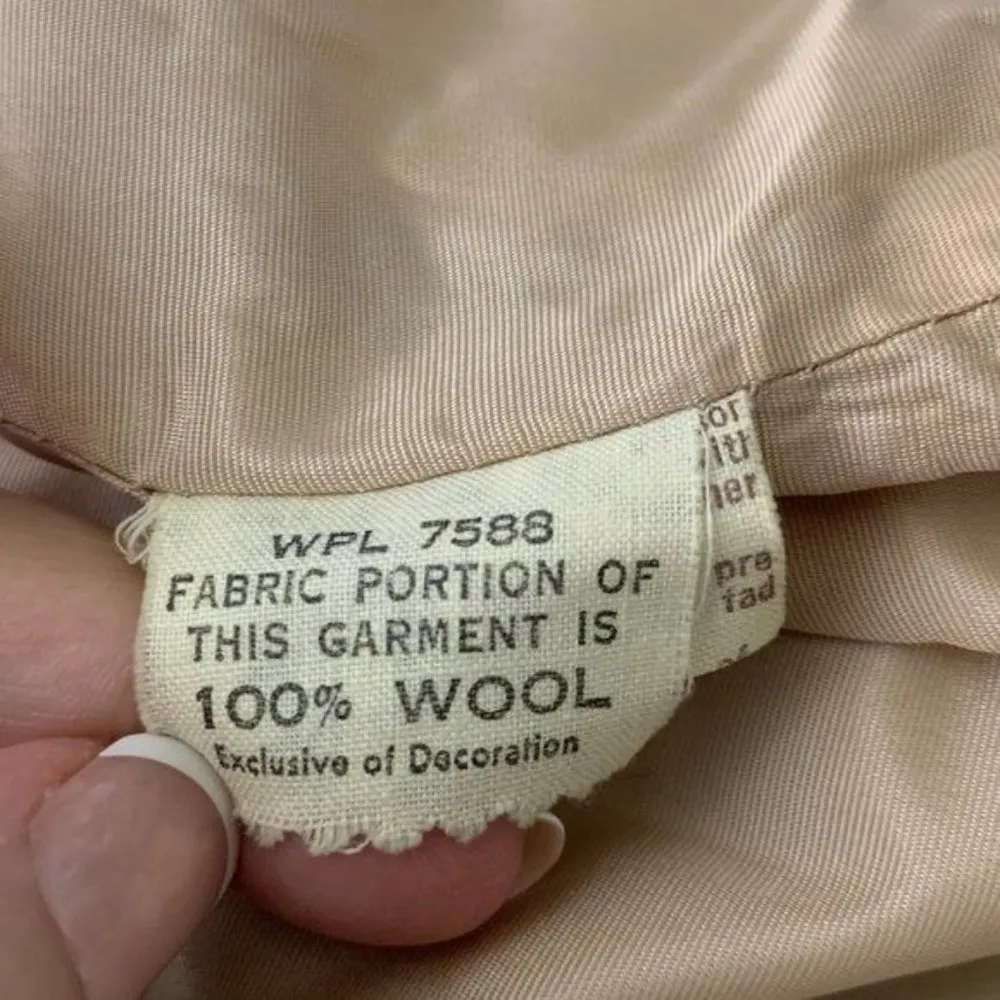 WPL 7588
FABRIC PORTION OF
THIS GARMENT IS
100% WOOL
Exclusive of Decoration